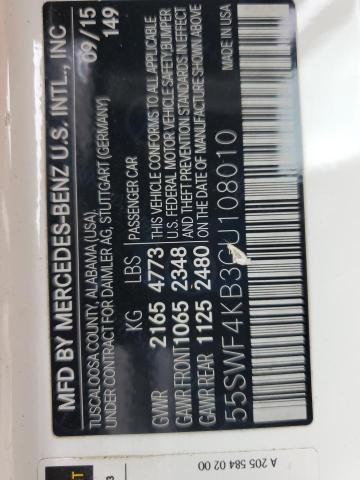 MFD BY MERCEDES-BENZ U.S. INTL., INC
TUSCALOOSA COUNTY, ALABAMA (USA),
UNDER CONTRACT FOR DAIMLER AG, STUTTGART (GERMANY)
09/15
149
KG LBS
GWR 2165 4773
GAWR FRONT 1065 2348
GAWR REAR 1125 2480
PASSENGER CAR
THIS VEHICLE CONFORMS TO ALL APPLICABLE
U.S. FEDERAL MOTOR VEHICLE SAFETY, BUMPER,
AND THEFT PREVENTION STANDARDS IN EFFECT
ON THE DATE OF MANUFACTURE SHOWN ABOVE.
55SWF4KB3GU108010
MADE IN USA
A 205 584 02 00